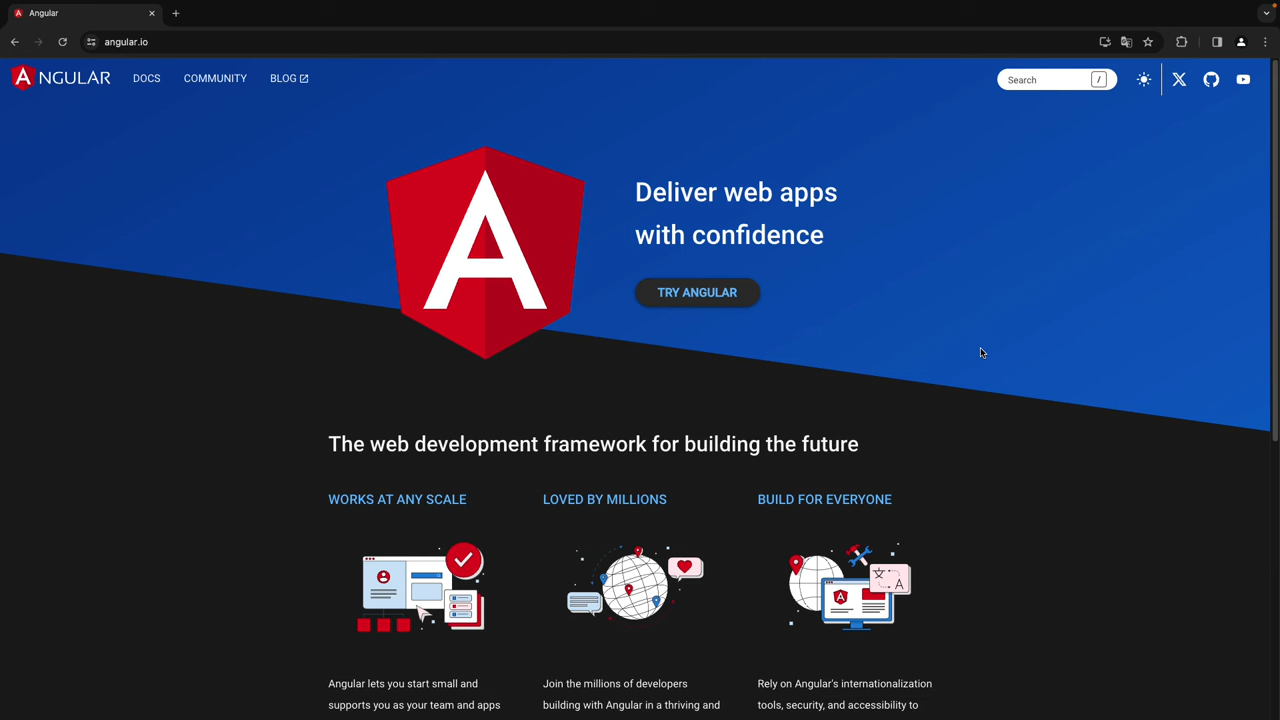 Angular
angular.io
NGULAR
DOCS
COMMUNITY
BLOG
Search
/
Deliver web apps
with confidence
TRY ANGULAR
The web development framework for building the future
WORKS AT ANY SCALE
LOVED BY MILLIONS
BUILD FOR EVERYONE
文
A
Angular lets you start small and
supports you as your team and apps
Join the millions of developers
building with Angular in a thriving and
Rely on Angular's internationalization
tools, security, and accessibility to